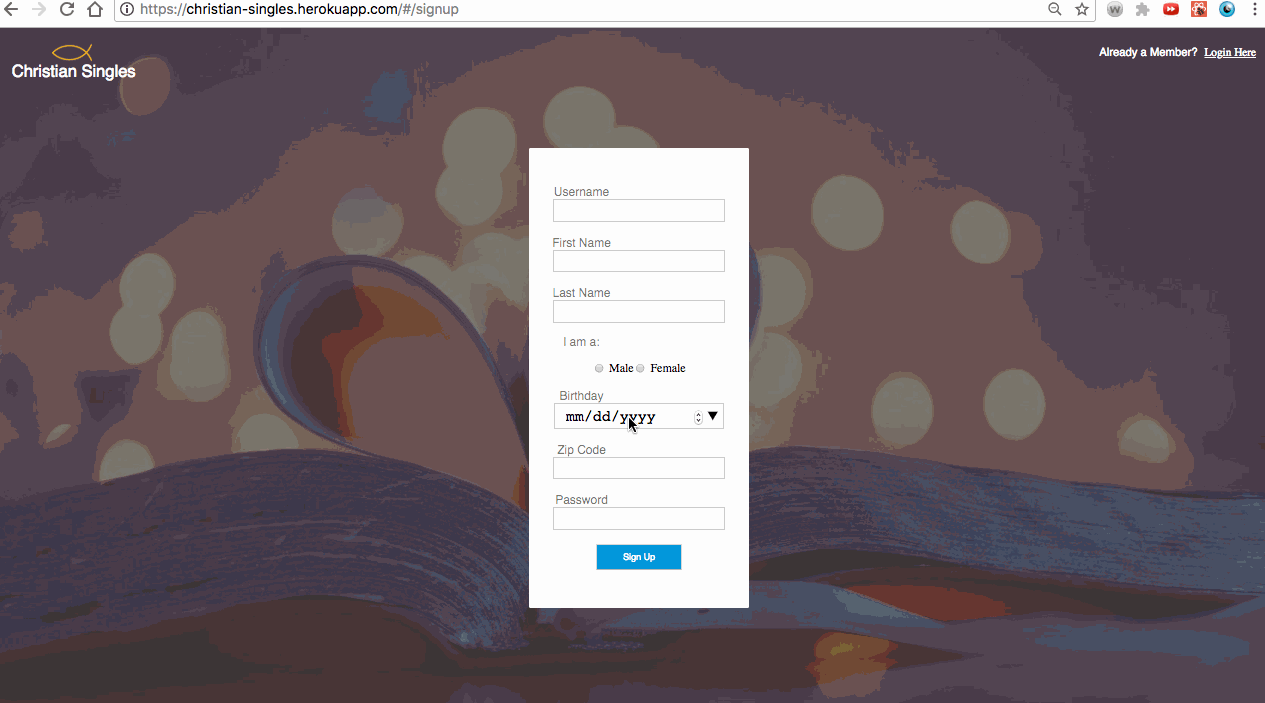 https://christian-singles.herokuapp.com/#/signup
Christian Singles
Already a Member? Login Here
Username
First Name
Last Name
I am a:
Male Female
Birthday
mm/dd/yyyy
Zip Code
Password
Sign Up